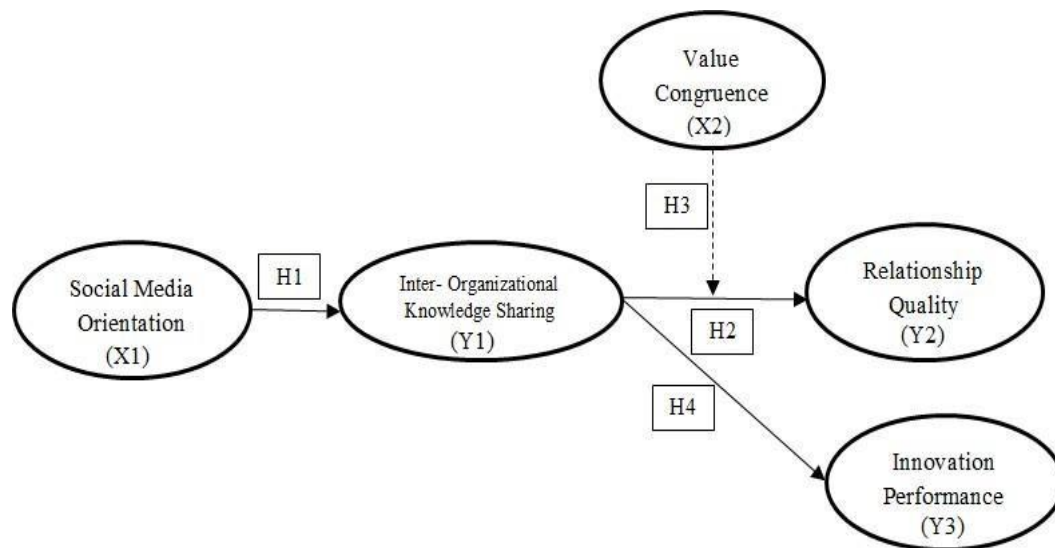 Value
Congruence
(X2)
H3
H1
Social Media
Orientation
(X1)
Inter- Organizational
Knowledge Sharing
(Y1)
H2
Relationship
Quality
(Y2)
H4
Innovation
Performance
(Y3)